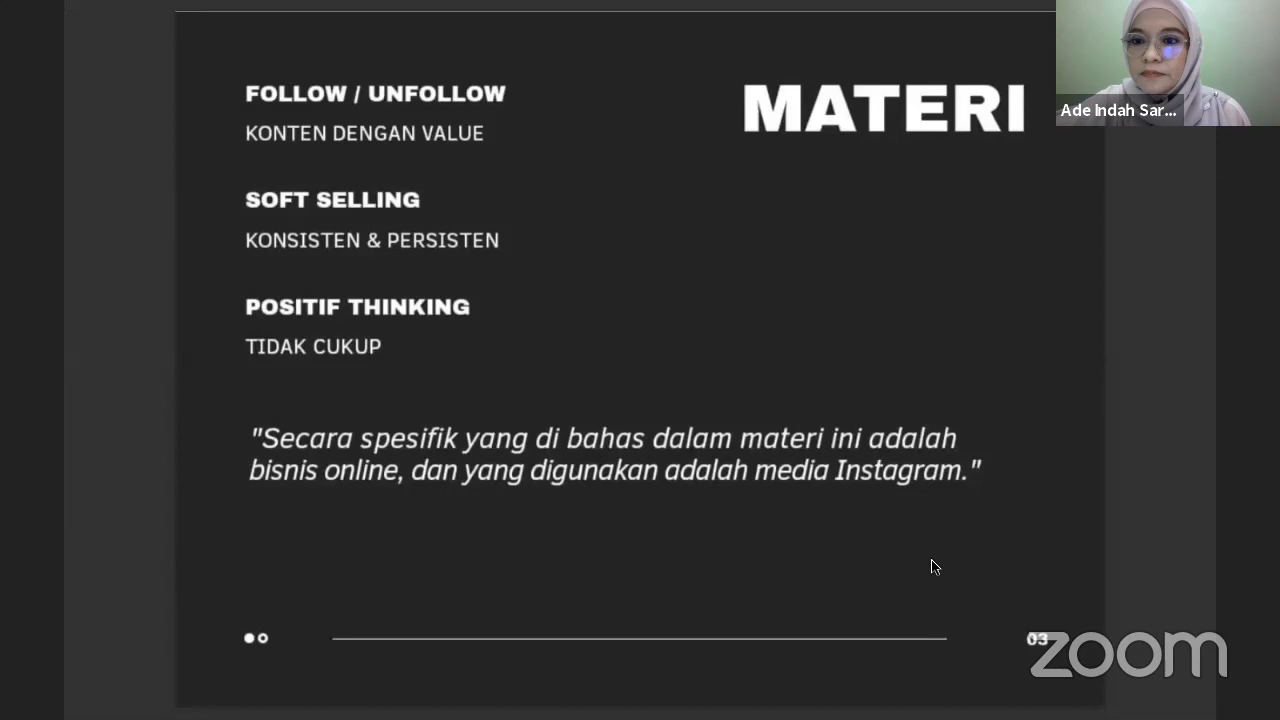 FOLLOW / UNFOLLOW
KONTEN DENGAN VALUE
MATERI
Ade Indah Sar...
SOFT SELLING
KONSISTEN & PERSISTEN
POSITIF THINKING
TIDAK CUKUP
"Secara spesifik yang di bahas dalam materi ini adalah
bisnis online, dan yang digunakan adalah media Instagram."
03
zoom